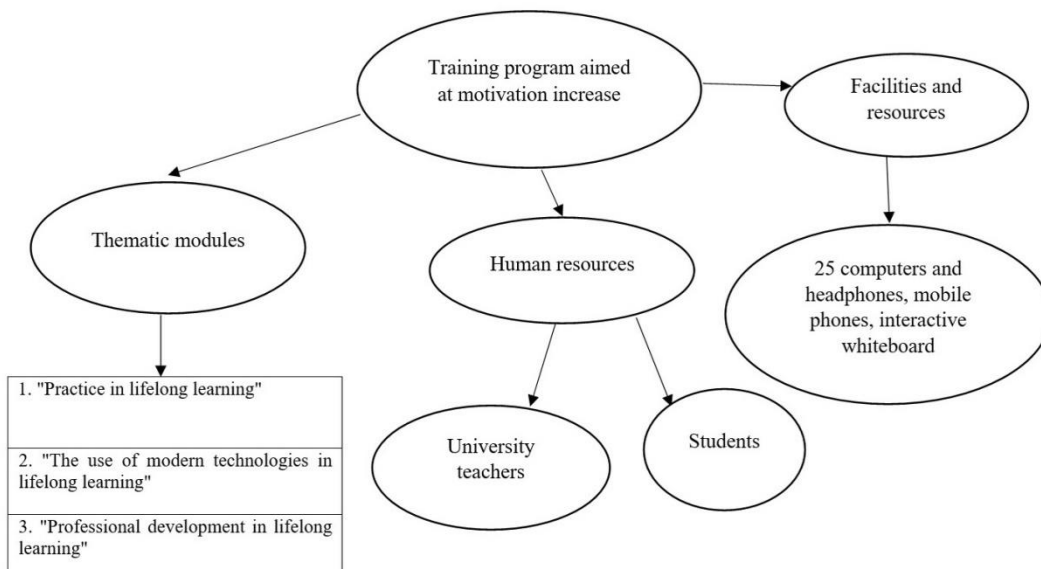 Training program aimed
at motivation increase
Facilities and
resources
Thematic modules
Human resources
25 computers and
headphones, mobile
phones, interactive
whiteboard
1. "Practice in lifelong learning"
2. "The use of modern technologies in
lifelong learning"
3. "Professional development in lifelong
learning"
University
teachers
Students